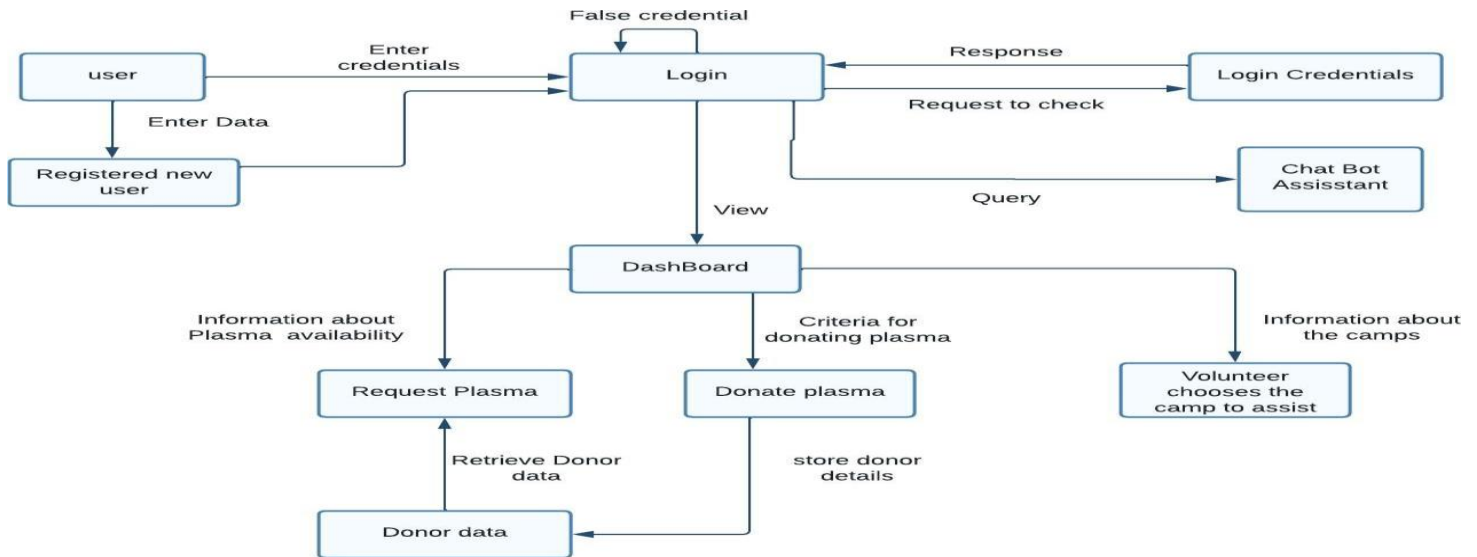 False credential
Enter
credentials
user
Login
Response
Login Credentials
Request to check
Enter Data
Registered new
user
Chat Bot
Assisstant
Query
View
DashBoard
Information about
Plasma availability
Criteria for
donating plasma
Information about
the camps
Request Plasma
Donate plasma
Volunteer
chooses the
camp to assist
Retrieve Donor
data
store donor
details
Donor data